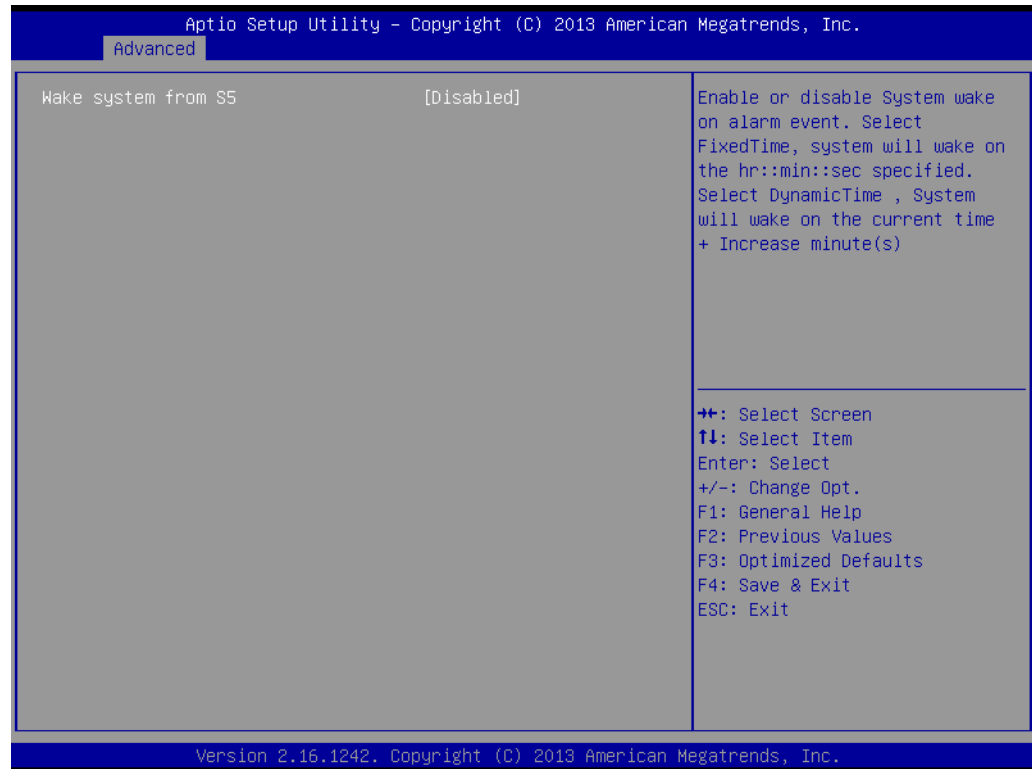 Aptio Setup Utility – Copyright (C) 2013 American Megatrends, Inc.
Advanced
Wake system from S5 [Disabled]
Enable or disable System wake
on alarm event. Select
FixedTime, system will wake on
the hr::min::sec specified.
Select DynamicTime , System
will wake on the current time
+ Increase minute(s)
→←: Select Screen
↑↓: Select Item
Enter: Select
+/-: Change Opt.
F1: General Help
F2: Previous Values
F3: Optimized Defaults
F4: Save & Exit
ESC: Exit
Version 2.16.1242. Copyright (C) 2013 American Megatrends, Inc.